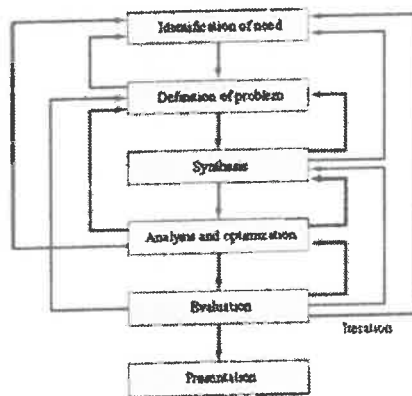 Identification of need
Definition of problem
Synthesis
Analysis and optimization
Evaluation
Iteration
Presentation